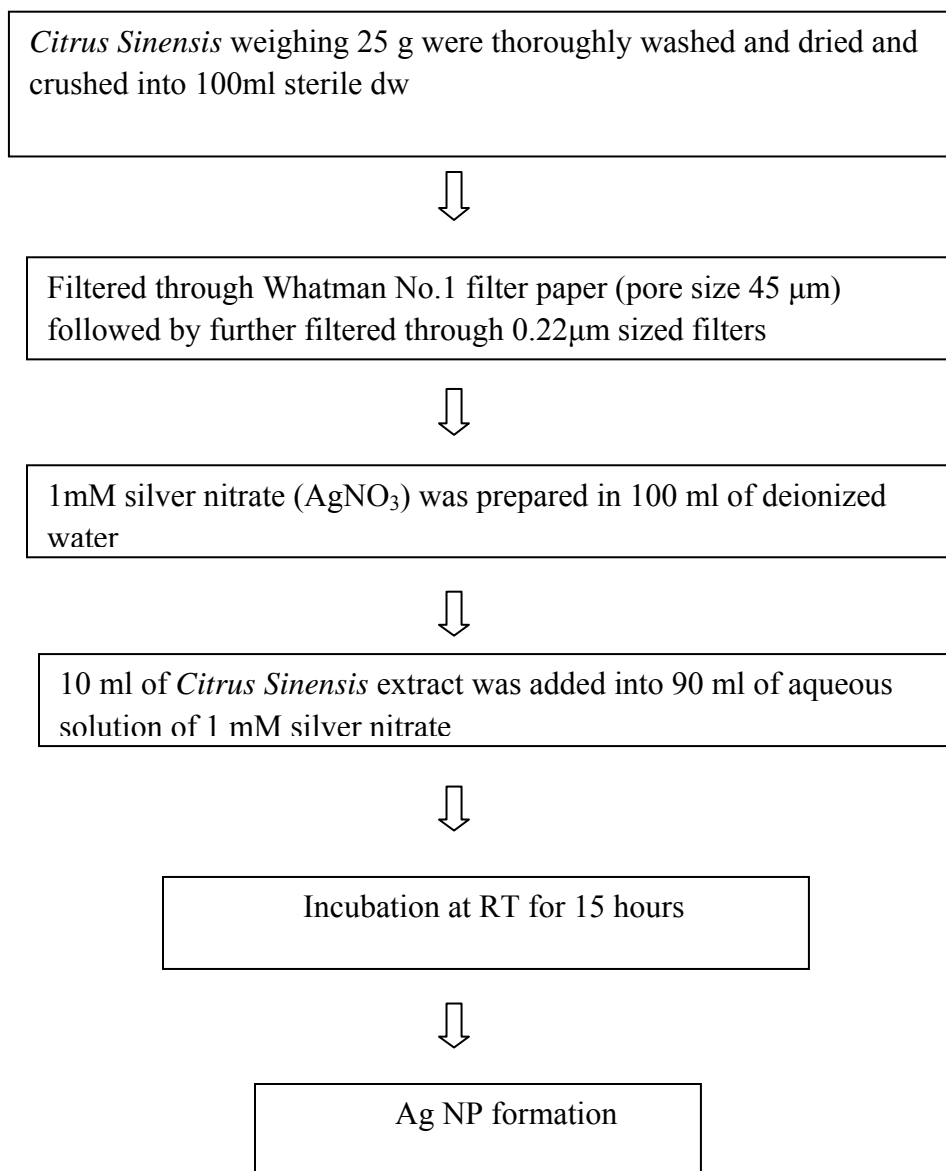 Citrus Sinensis weighing 25 g were thoroughly washed and dried and
crushed into 100ml sterile dw
Filtered through Whatman No.1 filter paper (pore size 45 μm)
followed by further filtered through 0.22μm sized filters
1mM silver nitrate (AgNO₃) was prepared in 100 ml of deionized
water
10 ml of Citrus Sinensis extract was added into 90 ml of aqueous
solution of 1 mM silver nitrate
Incubation at RT for 15 hours
Ag NP formation